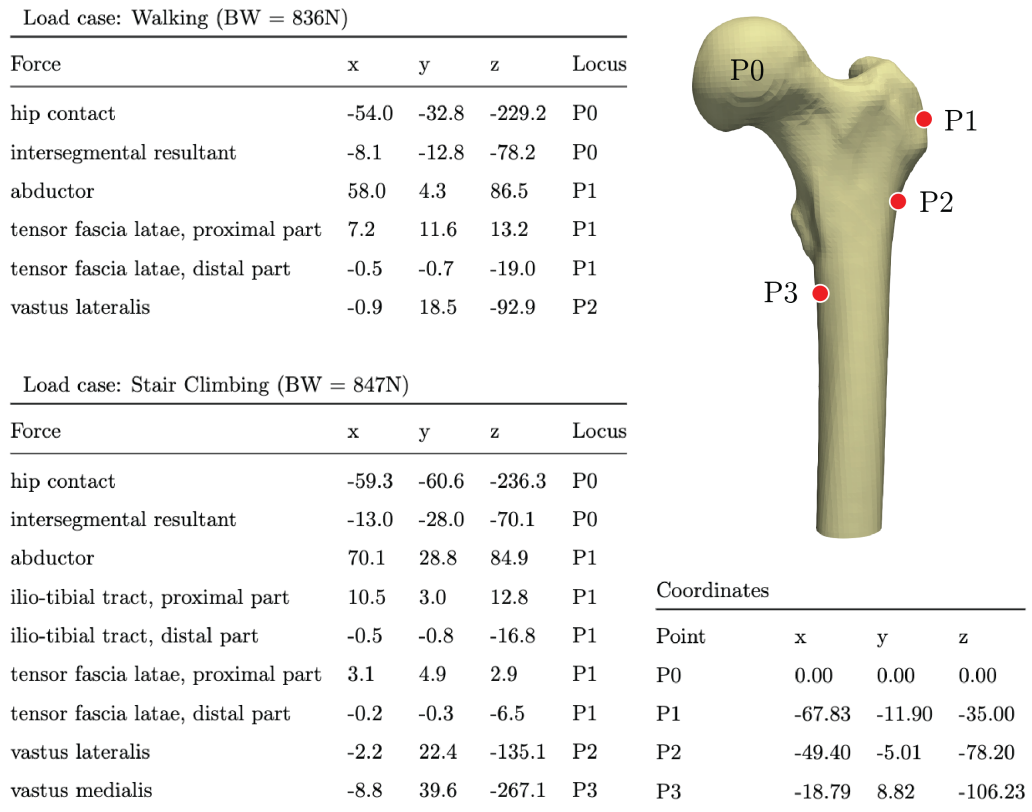 Load case: Walking (BW = 836N)
Force x y z Locus
hip contact -54.0 -32.8 -229.2 P0
intersegmental resultant -8.1 -12.8 -78.2 P0
abductor 58.0 4.3 86.5 P1
tensor fascia latae, proximal part 7.2 11.6 13.2 P1
tensor fascia latae, distal part -0.5 -0.7 -19.0 P1
vastus lateralis -0.9 18.5 -92.9 P2
Load case: Stair Climbing (BW = 847N)
Force x y z Locus
hip contact -59.3 -60.6 -236.3 P0
intersegmental resultant -13.0 -28.0 -70.1 P0
abductor 70.1 28.8 84.9 P1
ilio-tibial tract, proximal part 10.5 3.0 12.8 P1
ilio-tibial tract, distal part -0.5 -0.8 -16.8 P1
tensor fascia latae, proximal part 3.1 4.9 2.9 P1
tensor fascia latae, distal part -0.2 -0.3 -6.5 P1
vastus lateralis -2.2 22.4 -135.1 P2
vastus medialis -8.8 39.6 -267.1 P3
P0
P1
P2
P3
Coordinates
Point x y z
P0 0.00 0.00 0.00
P1 -67.83 -11.90 -35.00
P2 -49.40 -5.01 -78.20
P3 -18.79 8.82 -106.23